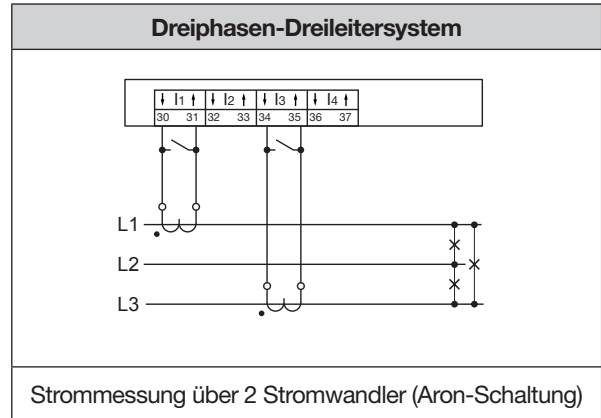 Dreiphasen-Dreileitersystem
I1 I2 I3 I4
30 31 32 33 34 35 36 37
L1
L2
L3
Strommessung über 2 Stromwandler (Aron-Schaltung)